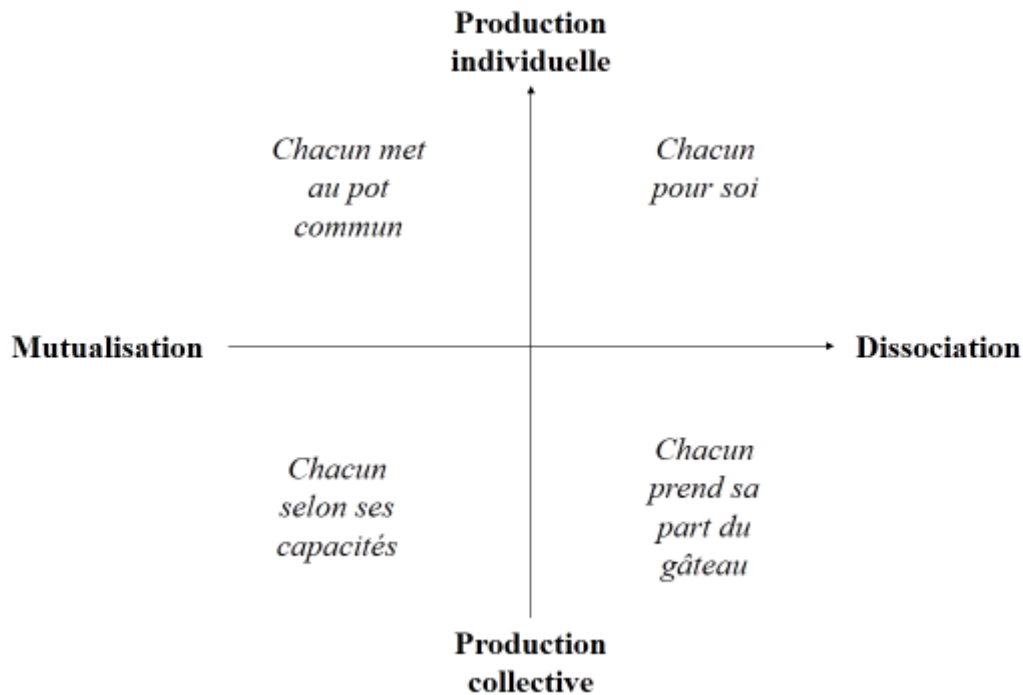 Production
individuelle
Chacun met
au pot
commun
Chacun
pour soi
Mutualisation
Dissociation
Chacun
selon ses
capacités
Chacun
prend sa
part du
gâteau
Production
collective